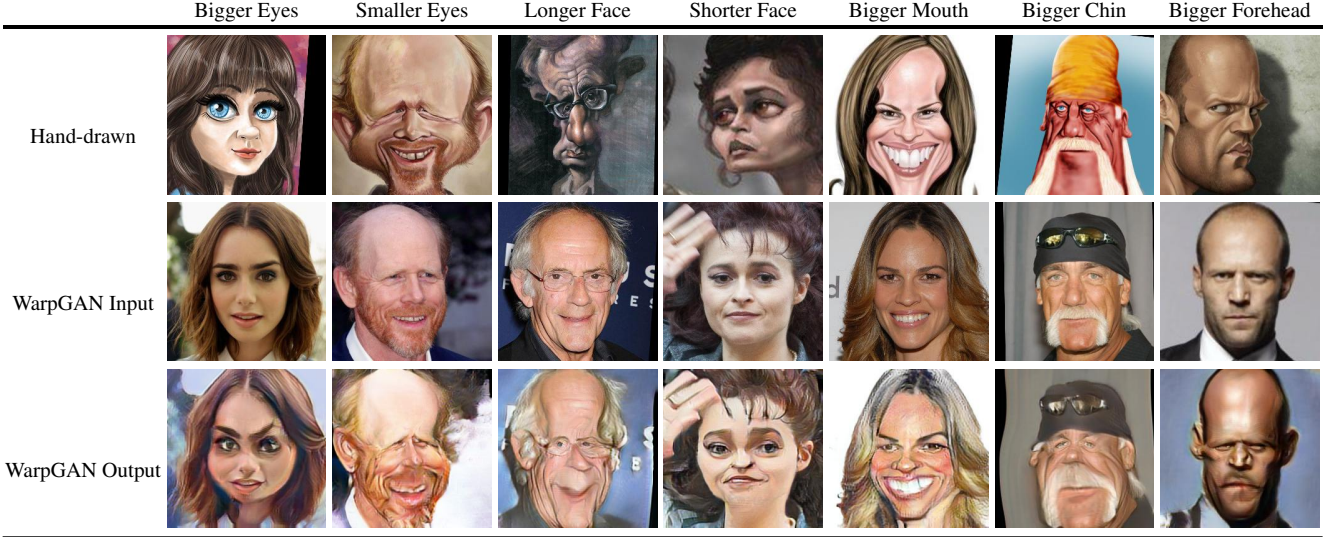 Bigger Eyes Smaller Eyes Longer Face Shorter Face Bigger Mouth Bigger Chin Bigger Forehead
Hand-drawn
WarpGAN Input
WarpGAN Output